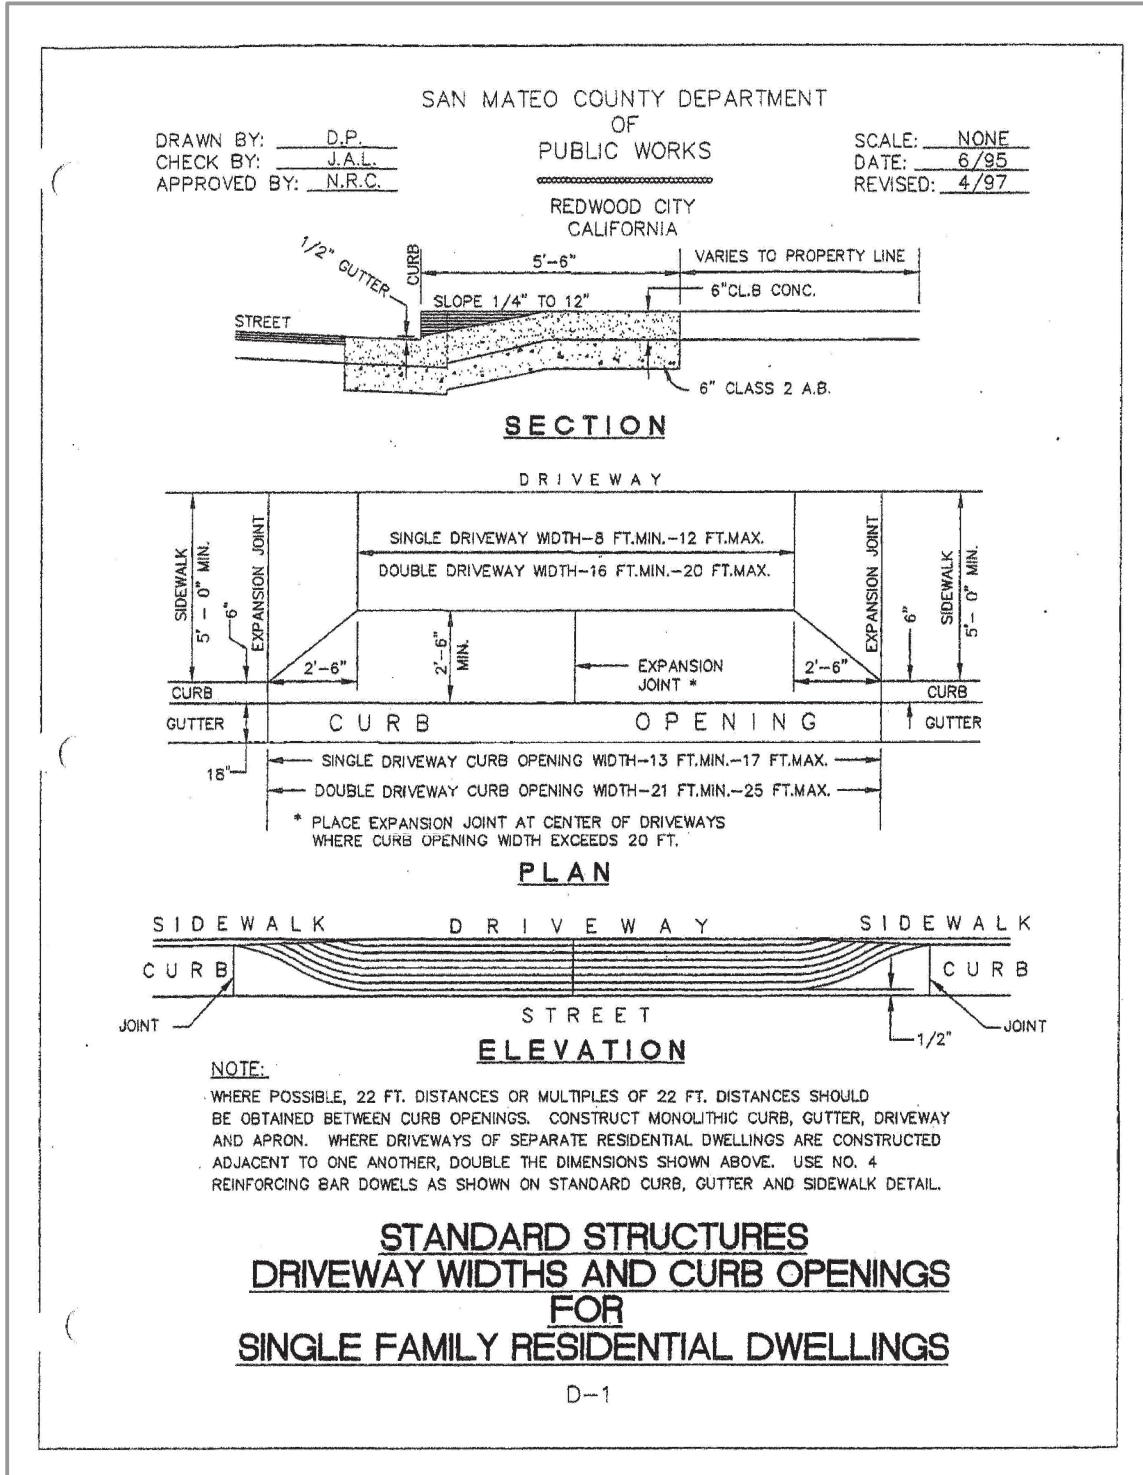 SAN MATEO COUNTY DEPARTMENT
OF
PUBLIC WORKS
REDWOOD CITY
CALIFORNIA
DRAWN BY: D.P.
CHECK BY: J.A.L.
APPROVED BY: N.R.C.
SCALE: NONE
DATE: 6/95
REVISED: 4/97
1/2" GUTTER
CURB
5'-6"
VARIES TO PROPERTY LINE
SLOPE 1/4" TO 12"
6"CL.B CONC.
STREET
6" CLASS 2 A.B.
SECTION
DRIVEWAY
SIDEWALK
5' - 0" MIN.
6"
EXPANSION JOINT
SINGLE DRIVEWAY WIDTH-8 FT.MIN.-12 FT.MAX.
DOUBLE DRIVEWAY WIDTH-16 FT.MIN.-20 FT.MAX.
EXPANSION JOINT
6"
SIDEWALK
5'- 0" MIN.
2'-6"
2'-6"
MIN.
EXPANSION
JOINT *
2'-6"
CURB
CURB
GUTTER
CURB OPENING
GUTTER
18"
SINGLE DRIVEWAY CURB OPENING WIDTH-13 FT.MIN.-17 FT.MAX.
DOUBLE DRIVEWAY CURB OPENING WIDTH-21 FT.MIN.-25 FT.MAX.
* PLACE EXPANSION JOINT AT CENTER OF DRIVEWAYS
WHERE CURB OPENING WIDTH EXCEEDS 20 FT.
PLAN
SIDEWALK DRIVEWAY SIDEWALK
CURB CURB
JOINT
STREET
JOINT
1/2"
ELEVATION
NOTE:
WHERE POSSIBLE, 22 FT. DISTANCES OR MULTIPLES OF 22 FT. DISTANCES SHOULD
BE OBTAINED BETWEEN CURB OPENINGS. CONSTRUCT MONOLITHIC CURB, GUTTER, DRIVEWAY
AND APRON. WHERE DRIVEWAYS OF SEPARATE RESIDENTIAL DWELLINGS ARE CONSTRUCTED
ADJACENT TO ONE ANOTHER, DOUBLE THE DIMENSIONS SHOWN ABOVE. USE NO. 4
REINFORCING BAR DOWELS AS SHOWN ON STANDARD CURB, GUTTER AND SIDEWALK DETAIL.
STANDARD STRUCTURES
DRIVEWAY WIDTHS AND CURB OPENINGS
FOR
SINGLE FAMILY RESIDENTIAL DWELLINGS
D-1